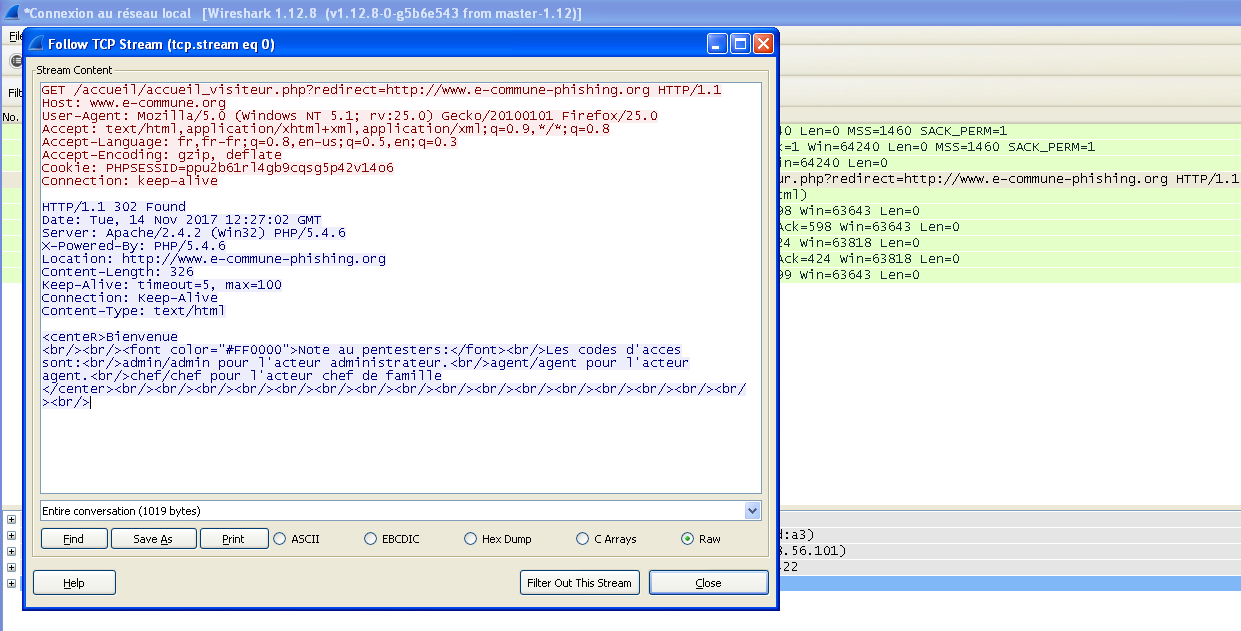 *Connexion au réseau local [Wireshark 1.12.8 (v1.12.8-0-g5b6e543 from master-1.12)]
File
Follow TCP Stream (tcp.stream eq 0)
Stream Content
GET /accueil/accueil_visiteur.php?redirect=http://www.e-commune-phishing.org HTTP/1.1
Host: www.e-commune.org
User-Agent: Mozilla/5.0 (Windows NT 5.1; rv:25.0) Gecko/20100101 Firefox/25.0
Accept: text/html,application/xhtml+xml,application/xml;q=0.9,*/*;q=0.8
Accept-Language: fr,fr-fr;q=0.8,en-us;q=0.5,en;q=0.3
Accept-Encoding: gzip, deflate
Cookie: PHPSESSID=ppu2b61rl4gb9cqsg5p42v14o6
Connection: keep-alive
HTTP/1.1 302 Found
Date: Tue, 14 Nov 2017 12:27:02 GMT
Server: Apache/2.4.2 (Win32) PHP/5.4.6
X-Powered-By: PHP/5.4.6
Location: http://www.e-commune-phishing.org
Content-Length: 326
Keep-Alive: timeout=5, max=100
Connection: Keep-Alive
Content-Type: text/html
<centeR>Bienvenue
<br/><br/><font color="#FF0000">Note au pentesters:</font><br/>Les codes d'acces
sont:<br/>admin/admin pour l'acteur administrateur.<br/>agent/agent pour l'acteur
agent.<br/>chef/chef pour l'acteur chef de famille
</center><br/><br/><br/><br/><br/><br/><br/><br/><br/><br/><br/><br/><br/><br/><br/><br/
><br/>
Entire conversation (1019 bytes)
Find
Save As
Print
ASCII
EBCDIC
Hex Dump
C Arrays
Raw
Help
Filter Out This Stream
Close
Filt
No.
40 Len=0 MSS=1460 SACK_PERM=1
k=1 Win=64240 Len=0 MSS=1460 SACK_PERM=1
in=64240 Len=0
ur.php?redirect=http://www.e-commune-phishing.org HTTP/1.1
tml)
98 Win=63643 Len=0
Ack=598 Win=63643 Len=0
24 Win=63818 Len=0
Ack=424 Win=63818 Len=0
99 Win=63643 Len=0
d:a3)
8.56.101)
422